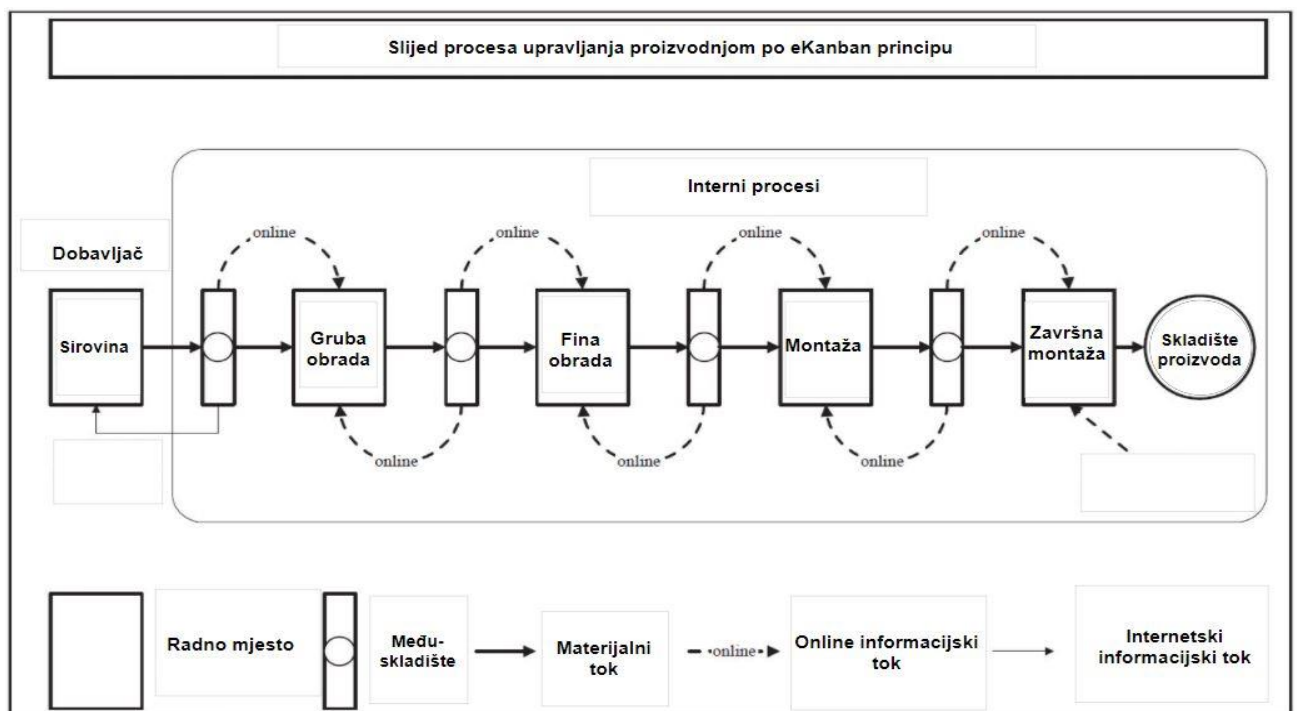 Slijed procesa upravljanja proizvodnjom po eKanban principu
Interni procesi
Dobavljač
online
online
online
online
Sirovina
Gruba
obrada
Fina
obrada
Montaža
Završna
montaža
Skladište
proizvoda
online
online
online
Radno mjesto
Među-
skladište
Materijalni
tok
online
Online informacijski
tok
Internetski
informacijski tok